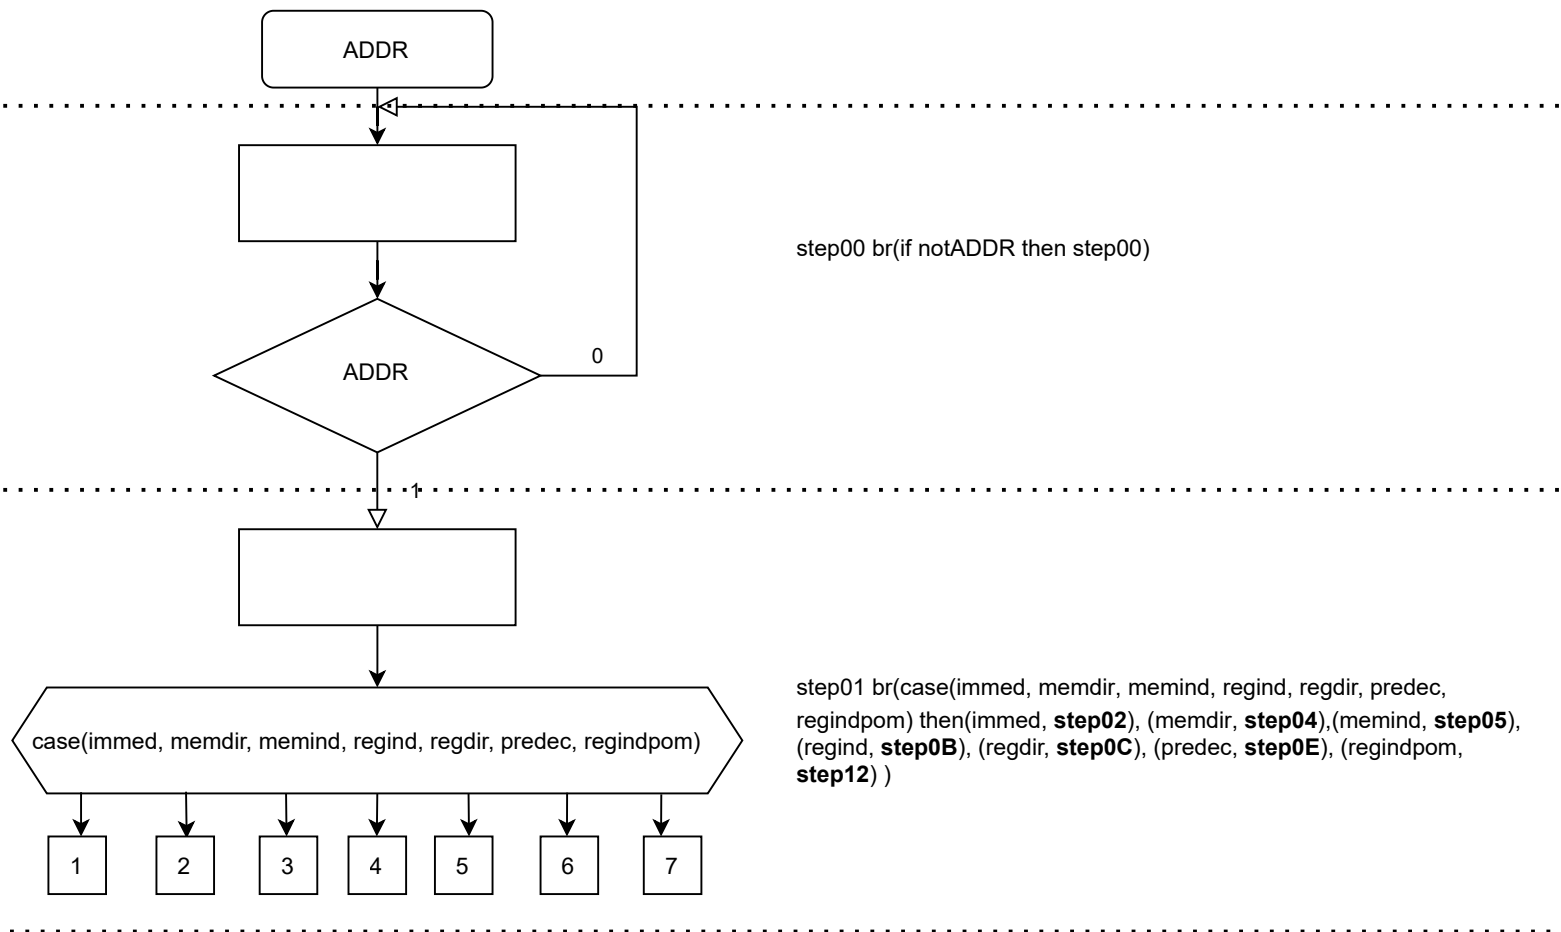 ADDR
step00 br(if notADDR then step00)
ADDR
0
1
step01 br(case(immed, memdir, memind, regind, regdir, predec,
regindpom) then(immed, step02), (memdir, step04),(memind, step05),
(regind, step0B), (regdir, step0C), (predec, step0E), (regindpom,
step12) )
case(immed, memdir, memind, regind, regdir, predec, regindpom)
1 2 3 4 5 6 7